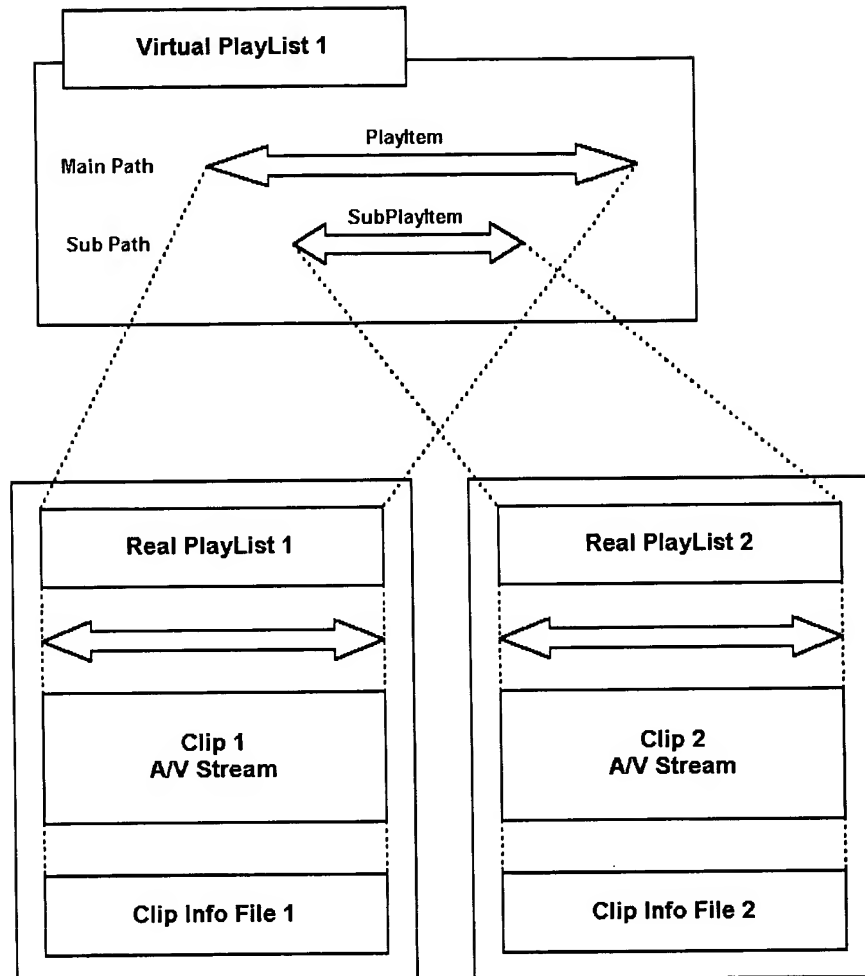 Virtual PlayList 1
PlayItem
Main Path
SubPlayItem
Sub Path
Real PlayList 1
Clip 1
A/V Stream
Clip Info File 1
Real PlayList 2
Clip 2
A/V Stream
Clip Info File 2